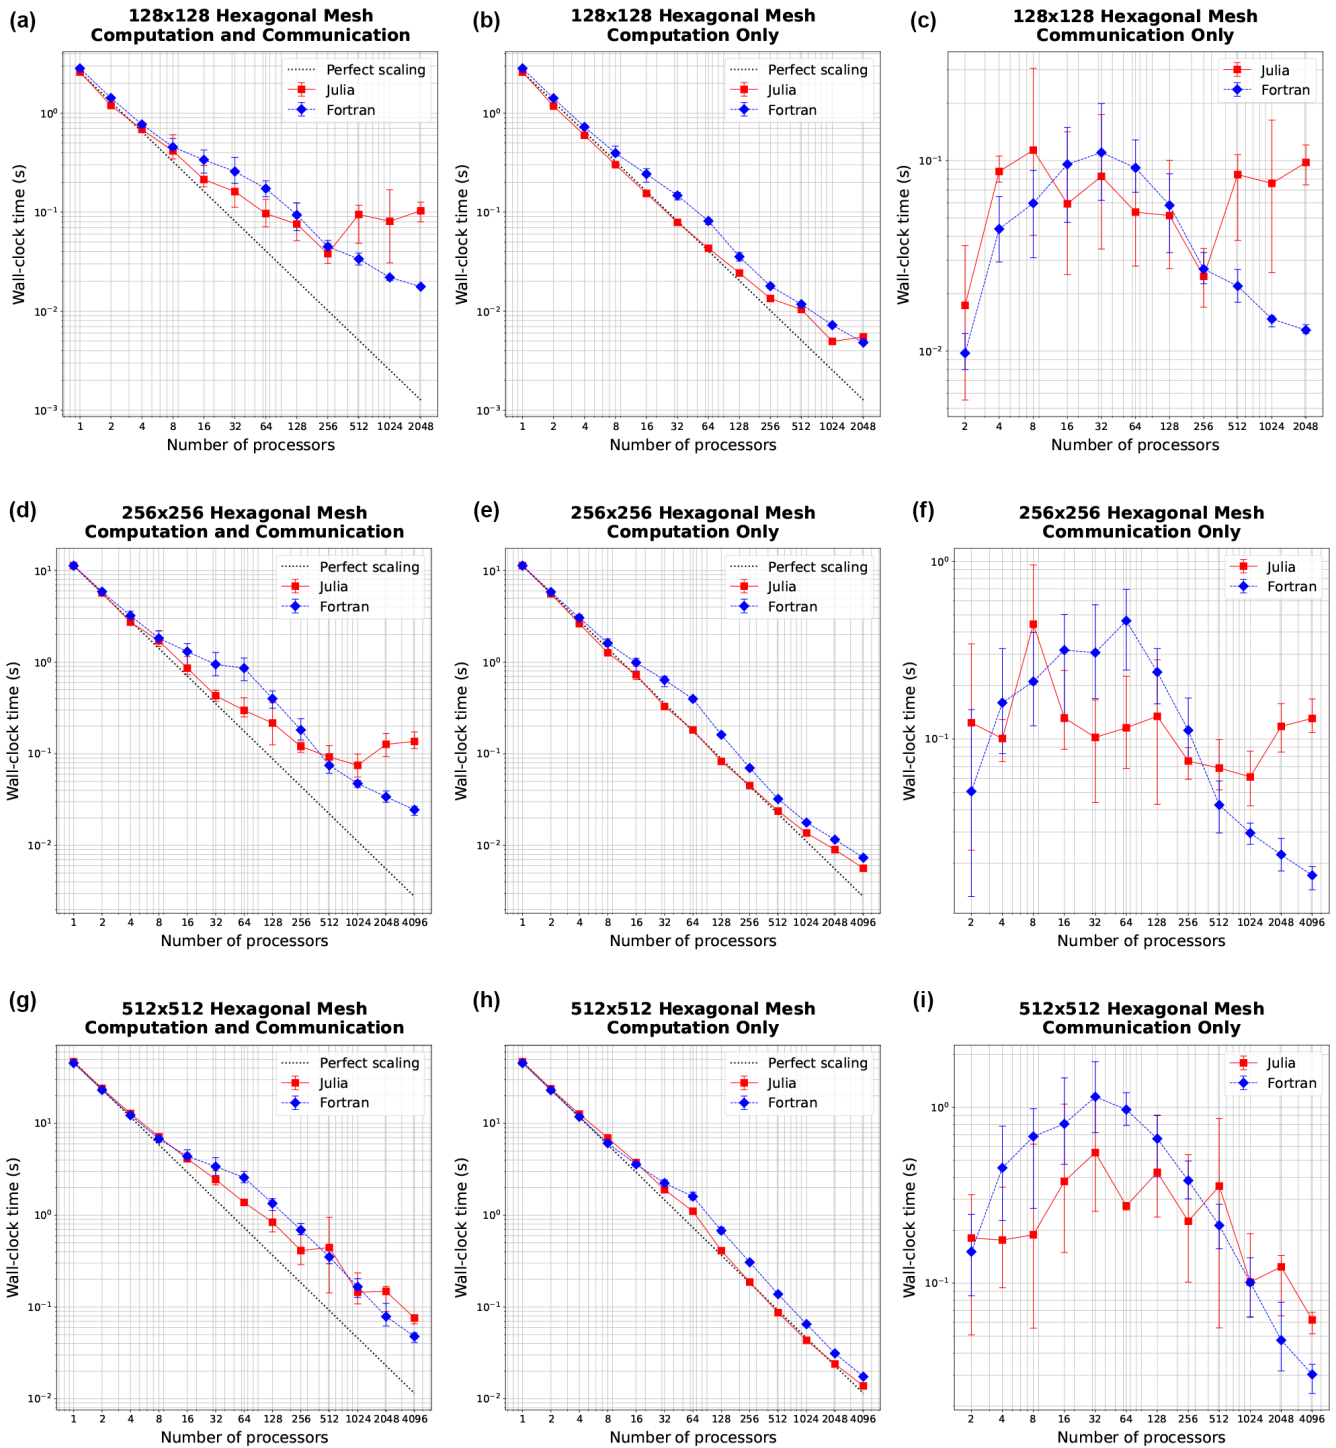 (a)
128x128 Hexagonal Mesh
Computation and Communication
Perfect scaling
Julia
Fortran
Wall-clock time (s)
10⁰
10⁻¹
10⁻²
10⁻³
1 2 4 8 16 32 64 128 256 512 1024 2048
Number of processors
(b)
128x128 Hexagonal Mesh
Computation Only
Perfect scaling
Julia
Fortran
Wall-clock time (s)
10⁰
10⁻¹
10⁻²
10⁻³
1 2 4 8 16 32 64 128 256 512 1024 2048
Number of processors
(c)
128x128 Hexagonal Mesh
Communication Only
Julia
Fortran
Wall-clock time (s)
10⁻¹
10⁻²
2 4 8 16 32 64 128 256 512 1024 2048
Number of processors
(d)
256x256 Hexagonal Mesh
Computation and Communication
Perfect scaling
Julia
Fortran
Wall-clock time (s)
10¹
10⁰
10⁻¹
10⁻²
1 2 4 8 16 32 64 128 256 512 1024 2048 4096
Number of processors
(e)
256x256 Hexagonal Mesh
Computation Only
Perfect scaling
Julia
Fortran
Wall-clock time (s)
10¹
10⁰
10⁻¹
10⁻²
1 2 4 8 16 32 64 128 256 512 1024 2048 4096
Number of processors
(f)
256x256 Hexagonal Mesh
Communication Only
Julia
Fortran
Wall-clock time (s)
10⁰
10⁻¹
2 4 8 16 32 64 128 256 512 1024 2048 4096
Number of processors
(g)
512x512 Hexagonal Mesh
Computation and Communication
Perfect scaling
Julia
Fortran
Wall-clock time (s)
10¹
10⁰
10⁻¹
10⁻²
1 2 4 8 16 32 64 128 256 512 1024 2048 4096
Number of processors
(h)
512x512 Hexagonal Mesh
Computation Only
Perfect scaling
Julia
Fortran
Wall-clock time (s)
10¹
10⁰
10⁻¹
10⁻²
1 2 4 8 16 32 64 128 256 512 1024 2048 4096
Number of processors
(i)
512x512 Hexagonal Mesh
Communication Only
Julia
Fortran
Wall-clock time (s)
10⁰
10⁻¹
2 4 8 16 32 64 128 256 512 1024 2048 4096
Number of processors